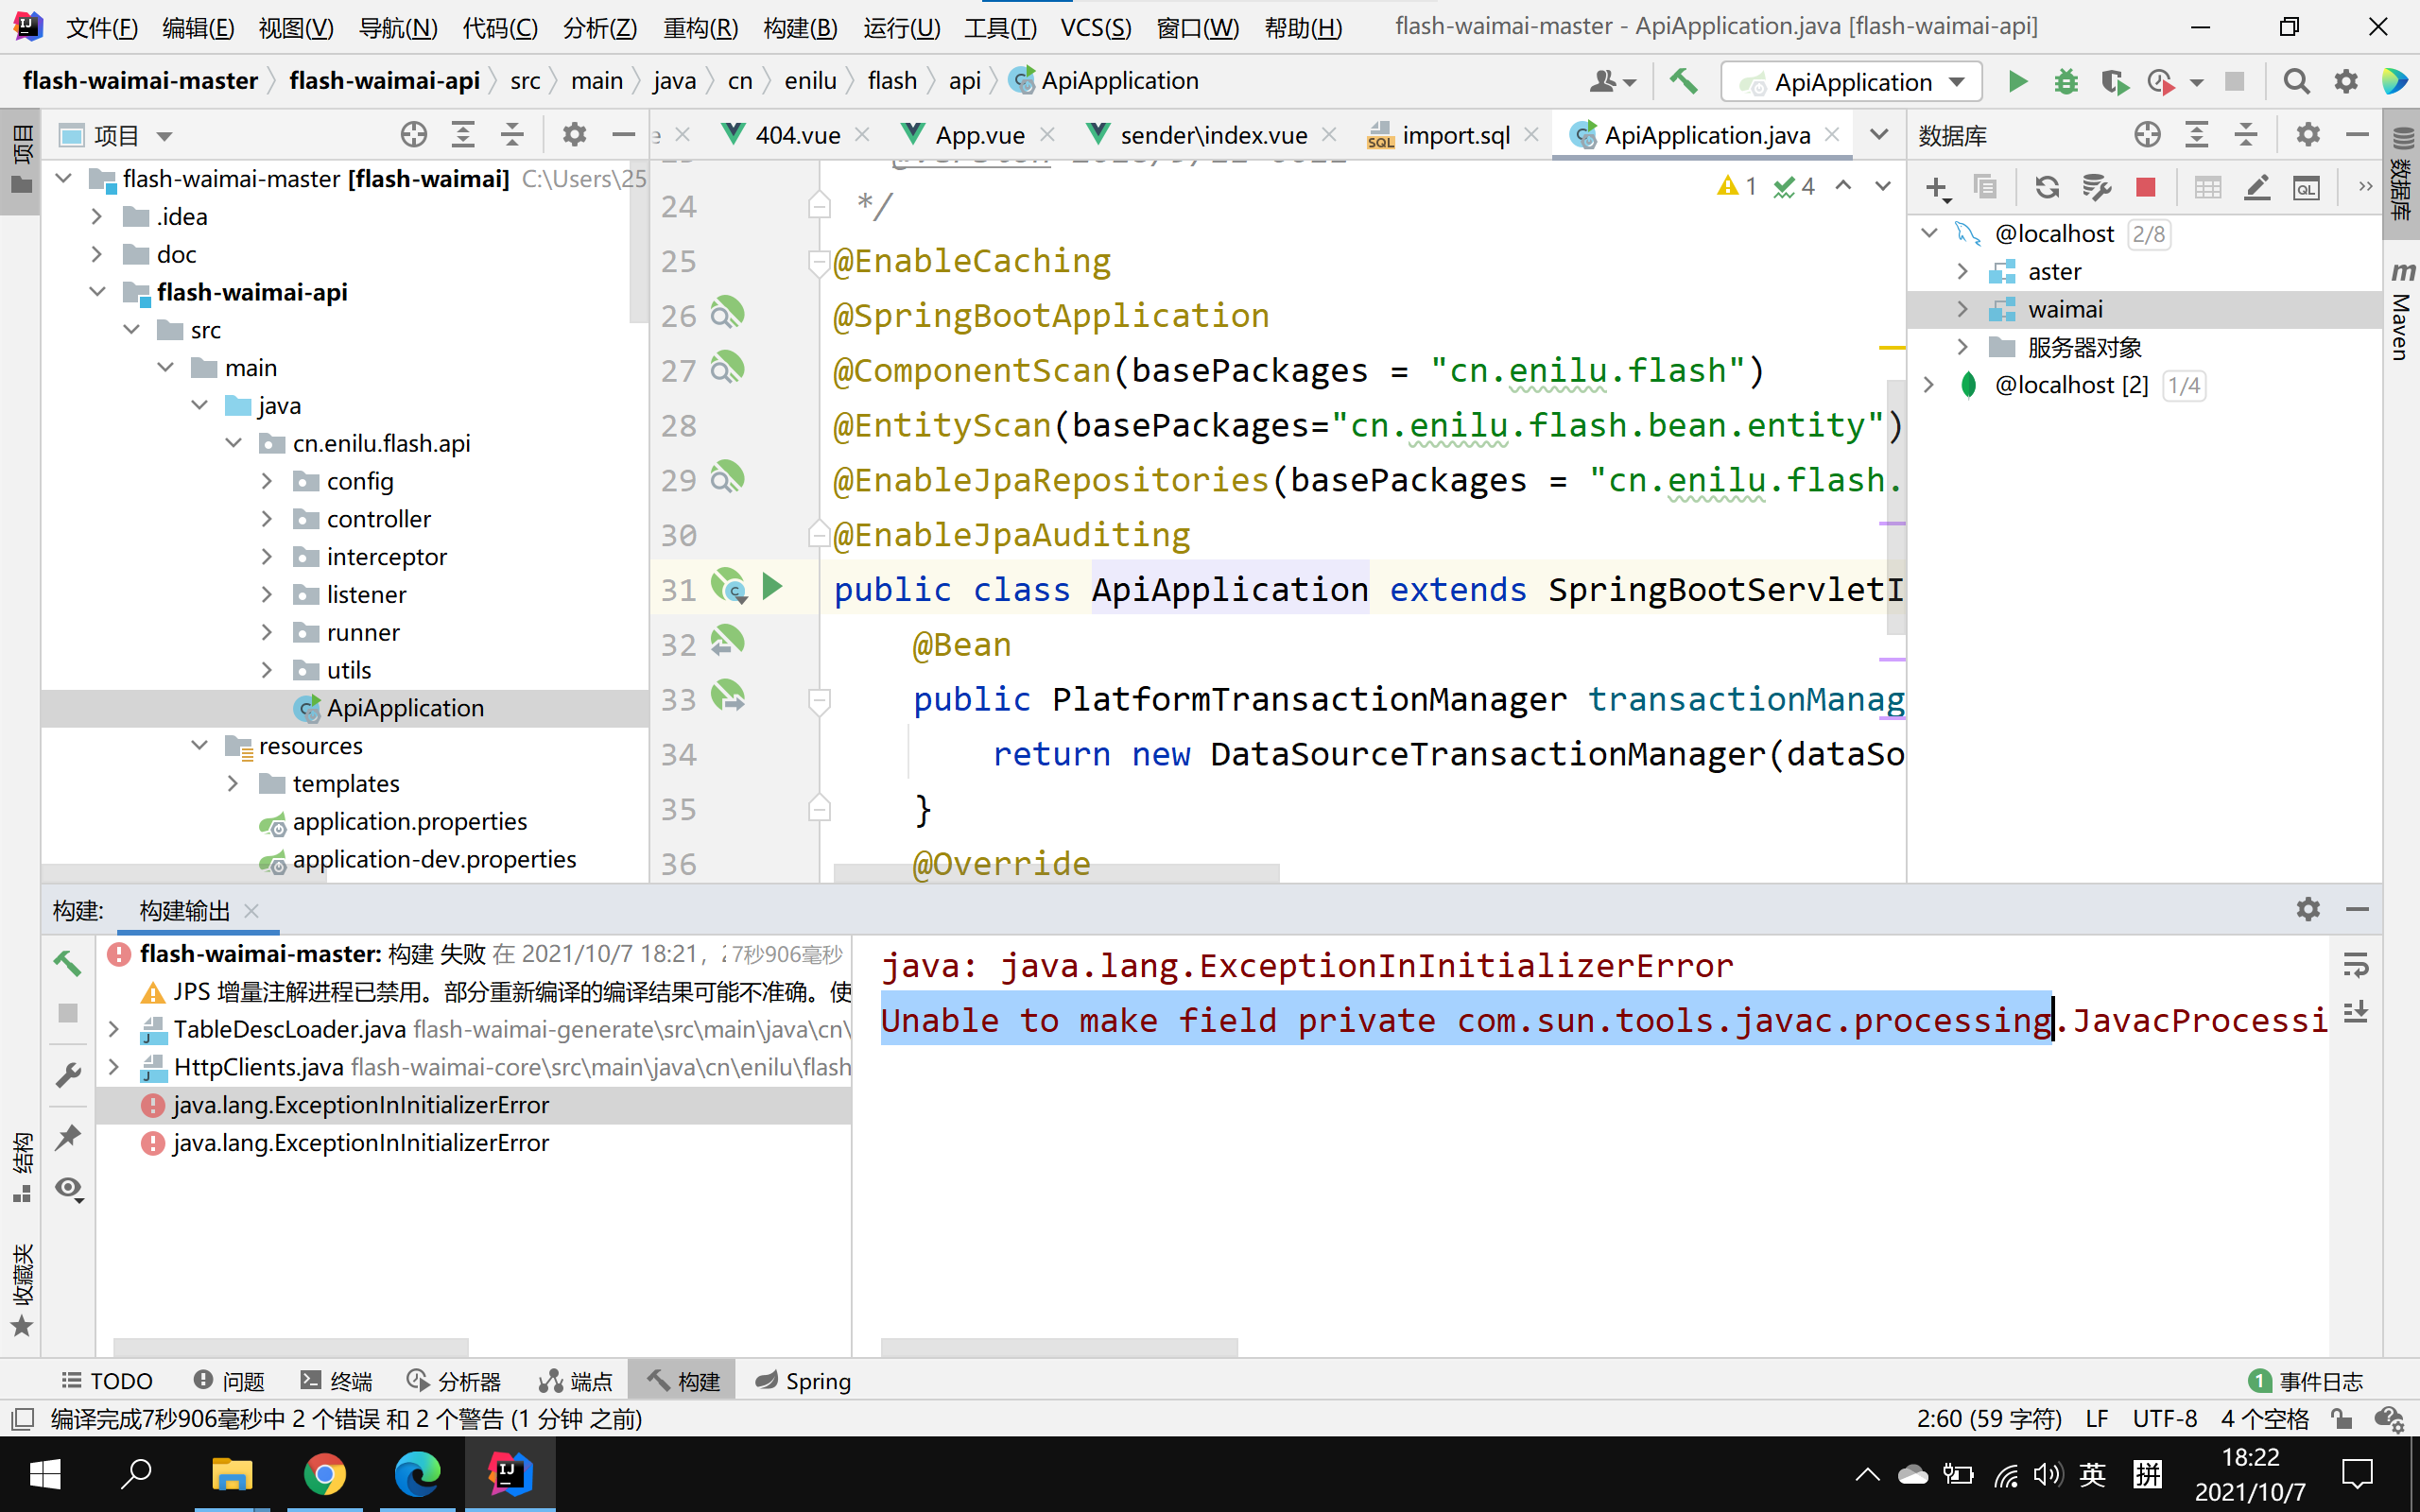 文件(F) 编辑(E) 视图(V) 导航(N) 代码(C) 分析(Z) 重构(R) 构建(B) 运行(U) 工具(T) VCS(S) 窗口(W) 帮助(H) flash-waimai-master - ApiApplication.java [flash-waimai-api]
flash-waimai-master flash-waimai-api src main java cn enilu flash api ApiApplication
ApiApplication
项目
404.vue App.vue sender\index.vue import.sql ApiApplication.java
数据库
项目
flash-waimai-master [flash-waimai] C:\Users\25
.idea
doc
flash-waimai-api
src
main
java
cn.enilu.flash.api
config
controller
interceptor
listener
runner
utils
ApiApplication
resources
templates
application.properties
application-dev.properties
1 4
24 */
25 @EnableCaching
26 @SpringBootApplication
27 @ComponentScan(basePackages = "cn.enilu.flash")
28 @EntityScan(basePackages="cn.enilu.flash.bean.entity")
29 @EnableJpaRepositories(basePackages = "cn.enilu.flash.
30 @EnableJpaAuditing
31 public class ApiApplication extends SpringBootServletI
32 @Bean
33 public PlatformTransactionManager transactionManag
34 return new DataSourceTransactionManager(dataSo
35 }
36 @Override
@localhost 2/8
aster
waimai
服务器对象
@localhost [2] 1/4
数据库
Maven
构建: 构建输出
flash-waimai-master: 构建 失败 在 2021/10/7 18:21, 7秒906毫秒
JPS 增量注解进程已禁用。部分重新编译的编译结果可能不准确。使
TableDescLoader.java flash-waimai-generate\src\main\java\cn\
HttpClients.java flash-waimai-core\src\main\java\cn\enilu\flash
java.lang.ExceptionInInitializerError
java.lang.ExceptionInInitializerError
java: java.lang.ExceptionInInitializerError
Unable to make field private com.sun.tools.javac.processing.JavacProcessi
结构
收藏夹
TODO 问题 终端 分析器 端点 构建 Spring 1 事件日志
编译完成7秒906毫秒中 2 个错误 和 2 个警告 (1 分钟 之前) 2:60 (59 字符) LF UTF-8 4 个空格
英 拼 18:22
2021/10/7